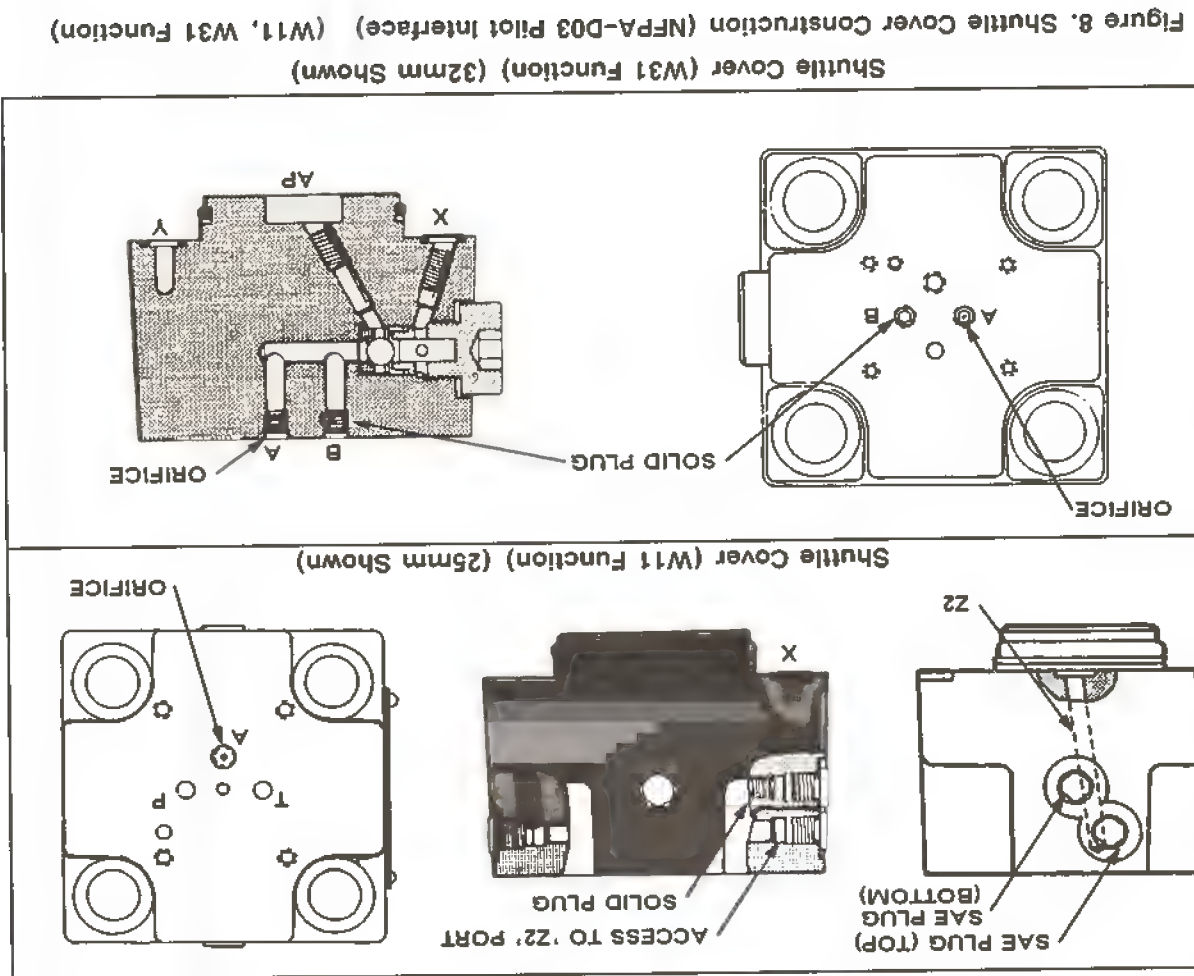 SAE PLUG (TOP)
SAE PLUG
(BOTTOM)
ACCESS TO 'Z2' PORT
SOLID PLUG
T
P
A
X
Z2
ORIFICE
Shuttle Cover (W11 Function) (25mm Shown)
ORIFICE
SOLID PLUG
ORIFICE
A
B
B
A
X
Y
AP
Shuttle Cover (W31 Function) (32mm Shown)
Figure 8. Shuttle Cover Construction (NFPA-D03 Pilot Interface) (W11, W31 Function)